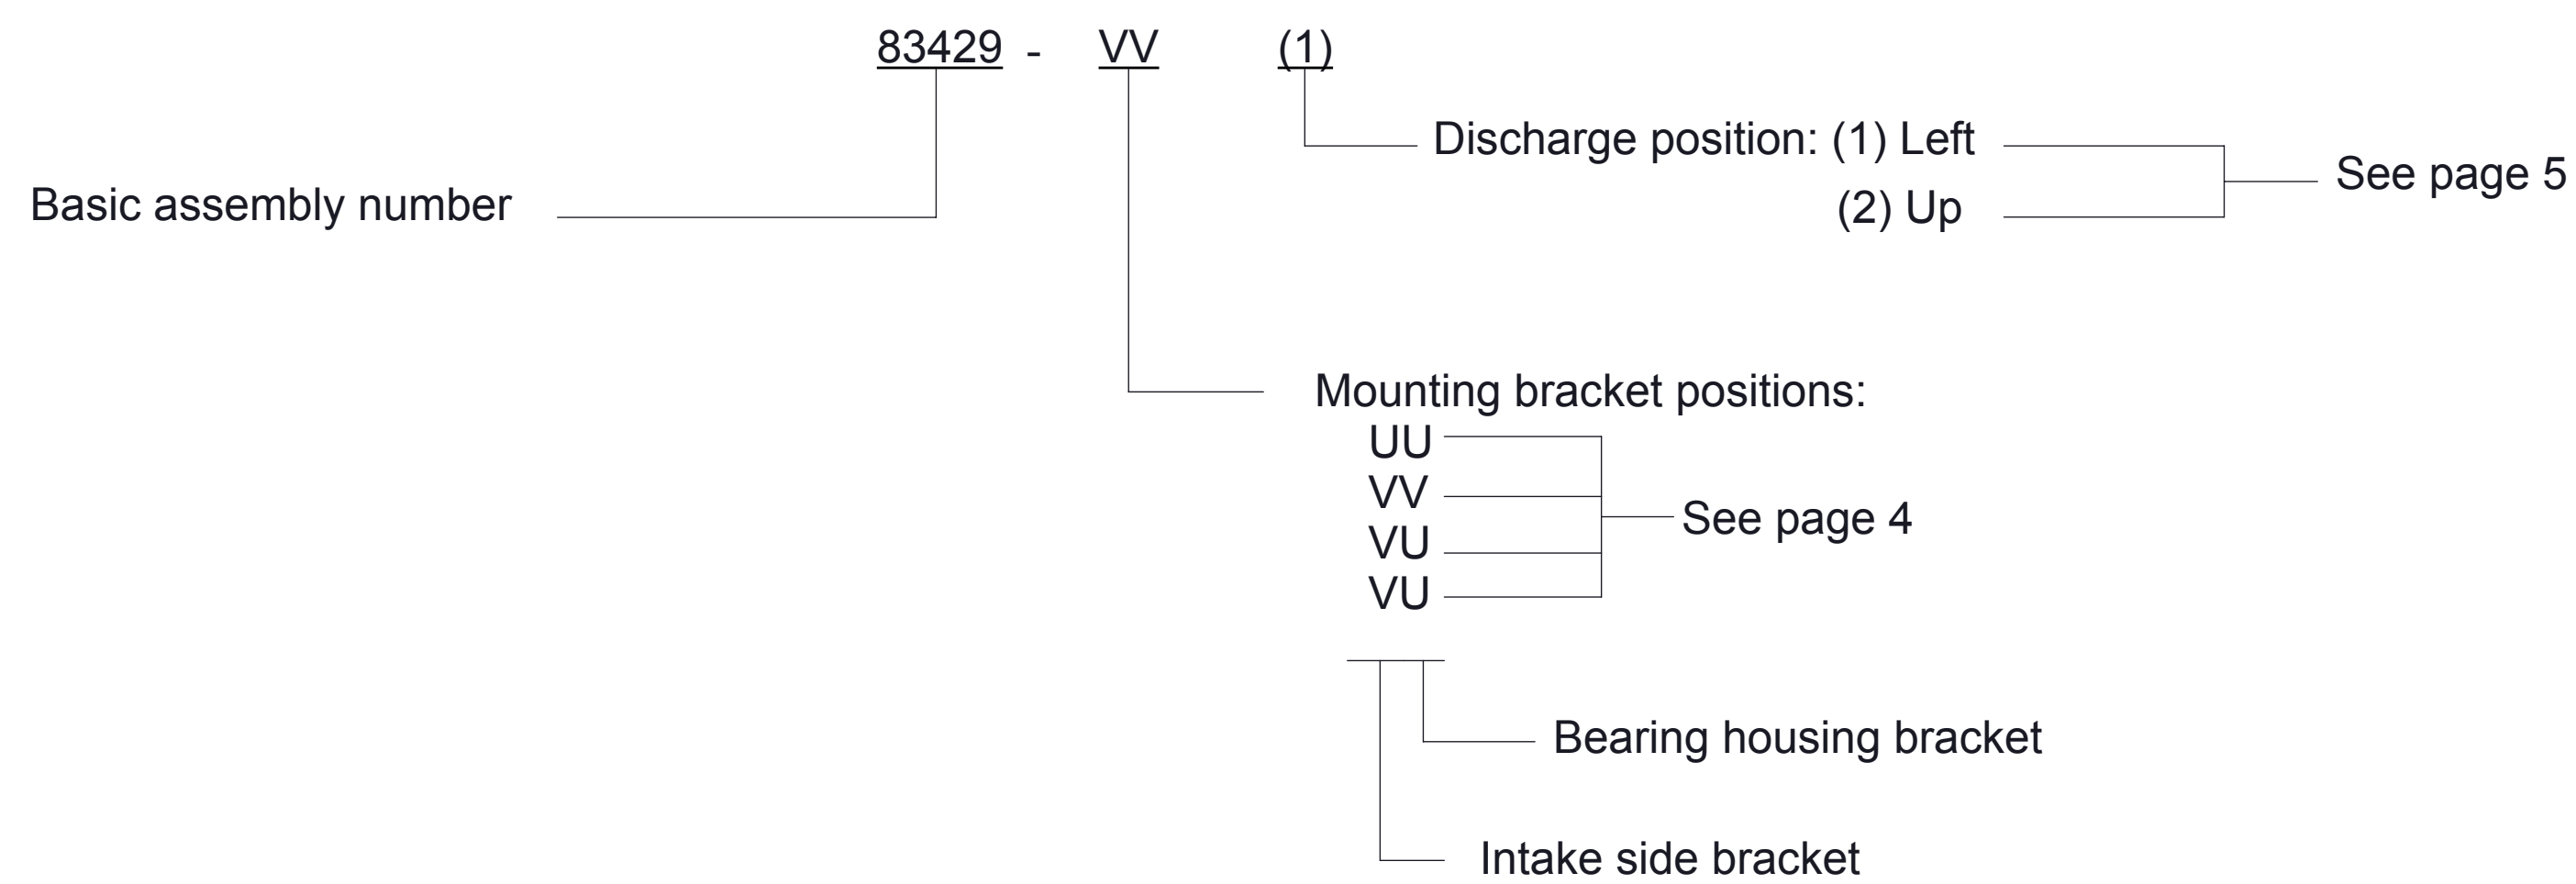 83429 - VV (1)
Discharge position: (1) Left
See page 5
Basic assembly number
(2) Up
Mounting bracket positions:
UU
VV
See page 4
VU
VU
Bearing housing bracket
Intake side bracket